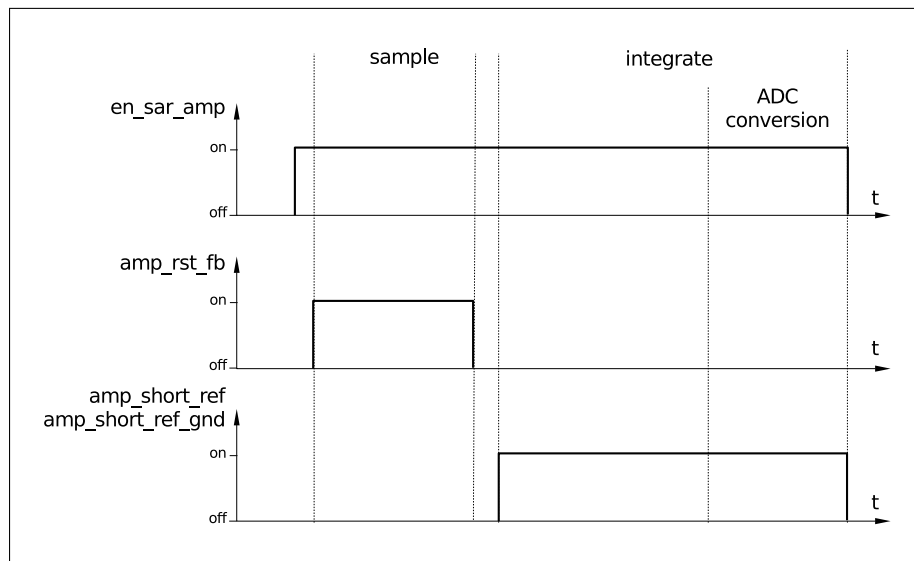 sample
integrate
ADC
conversion
en_sar_amp
on
off
t
amp_rst_fb
on
off
t
amp_short_ref
amp_short_ref_gnd
on
off
t